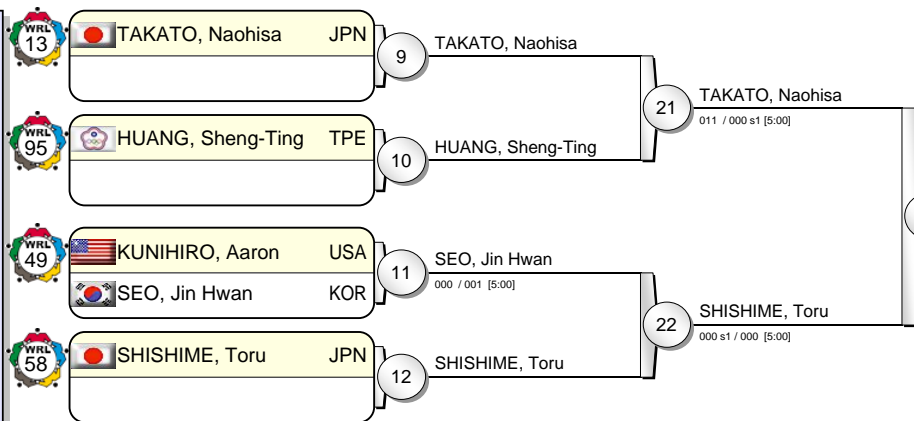 WRL
13
TAKATO, Naohisa JPN
9
TAKATO, Naohisa
21
TAKATO, Naohisa
011 / 000 s1 [5:00]
WRL
95
HUANG, Sheng-Ting TPE
10
HUANG, Sheng-Ting
WRL
49
KUNIHIRO, Aaron USA
SEO, Jin Hwan KOR
11
SEO, Jin Hwan
000 / 001 [5:00]
22
SHISHIME, Toru
000 s1 / 000 [5:00]
WRL
58
SHISHIME, Toru JPN
12
SHISHIME, Toru